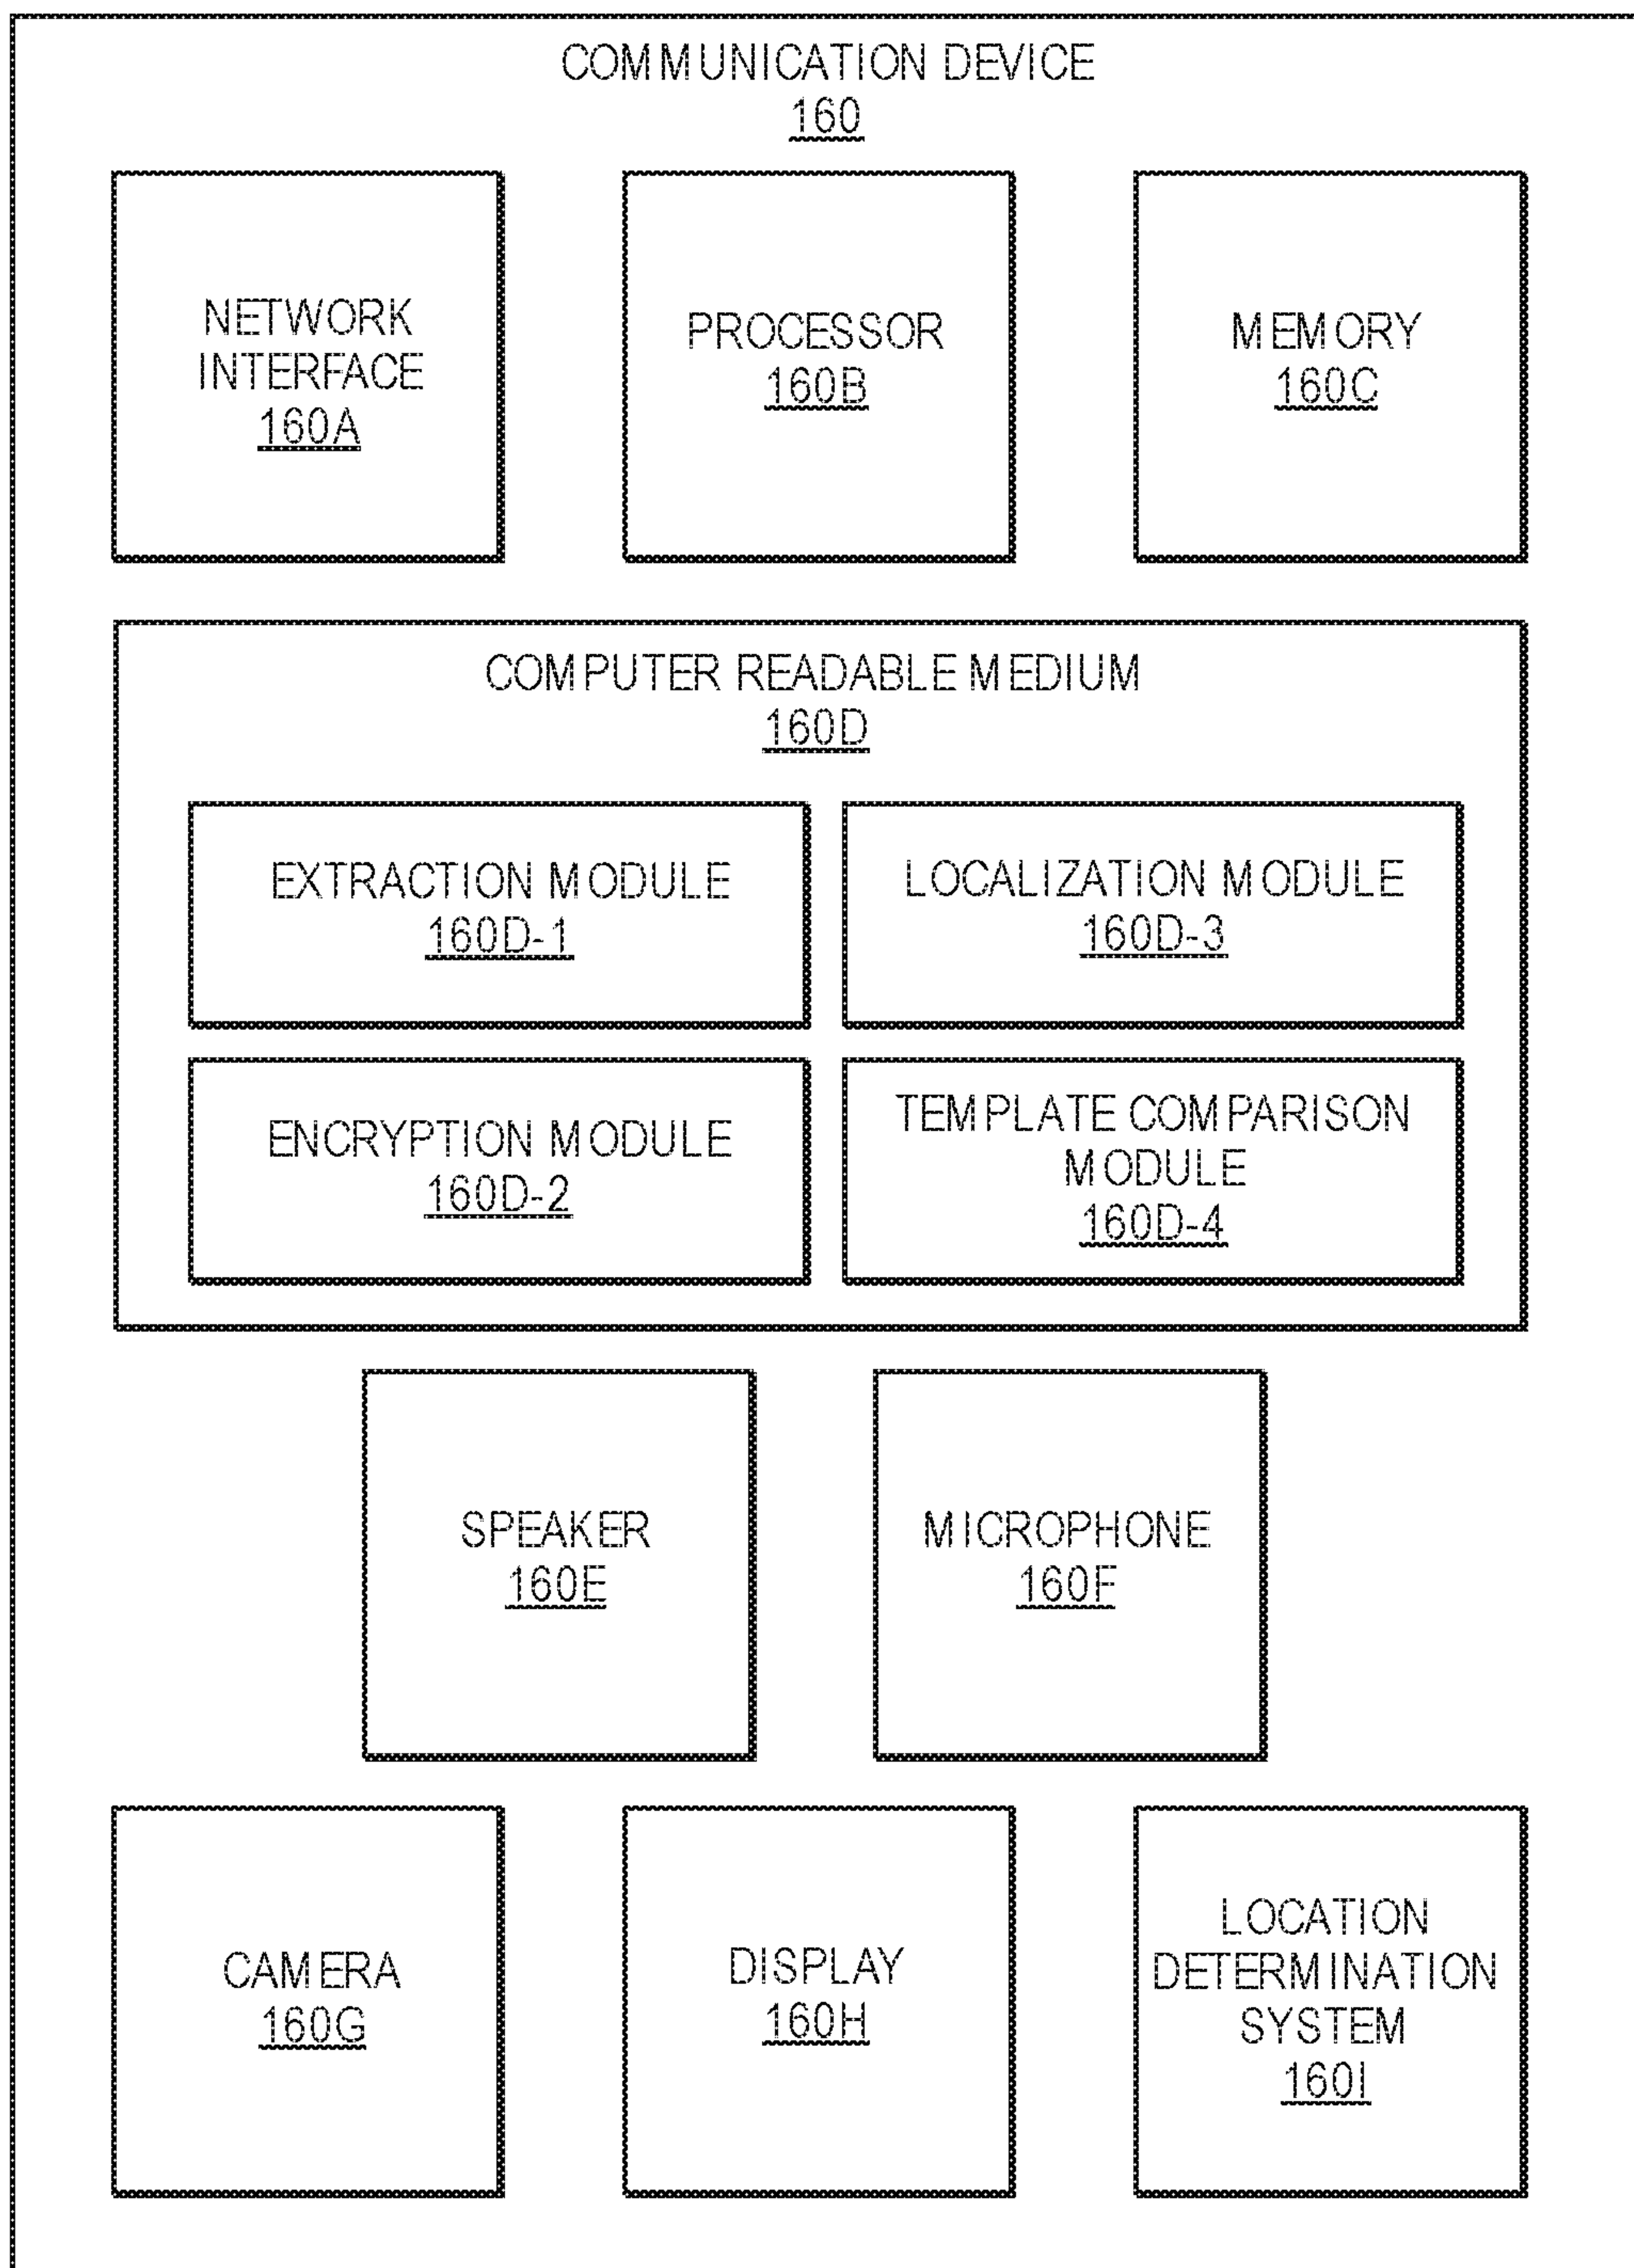 COMMUNICATION DEVICE
160
NETWORK
INTERFACE
160A
PROCESSOR
160B
MEMORY
160C
COMPUTER READABLE MEDIUM
160D
EXTRACTION MODULE
160D-1
LOCALIZATION MODULE
160D-3
ENCRYPTION MODULE
160D-2
TEMPLATE COMPARISON
MODULE
160D-4
SPEAKER
160E
MICROPHONE
160F
CAMERA
160G
DISPLAY
160H
LOCATION
DETERMINATION
SYSTEM
160I